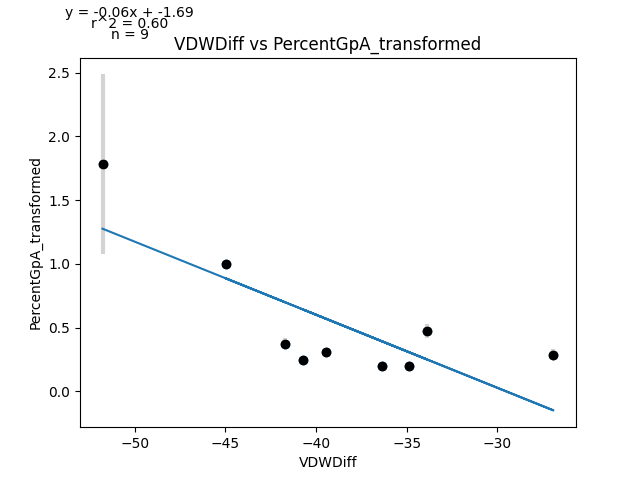 y = -0.06x + -1.69
r^2 = 0.60
n = 9
VDWDiff vs PercentGpA_transformed
2.5
2.0
1.5
1.0
0.5
0.0
PercentGpA_transformed
−50
−45
−40
−35
−30
VDWDiff